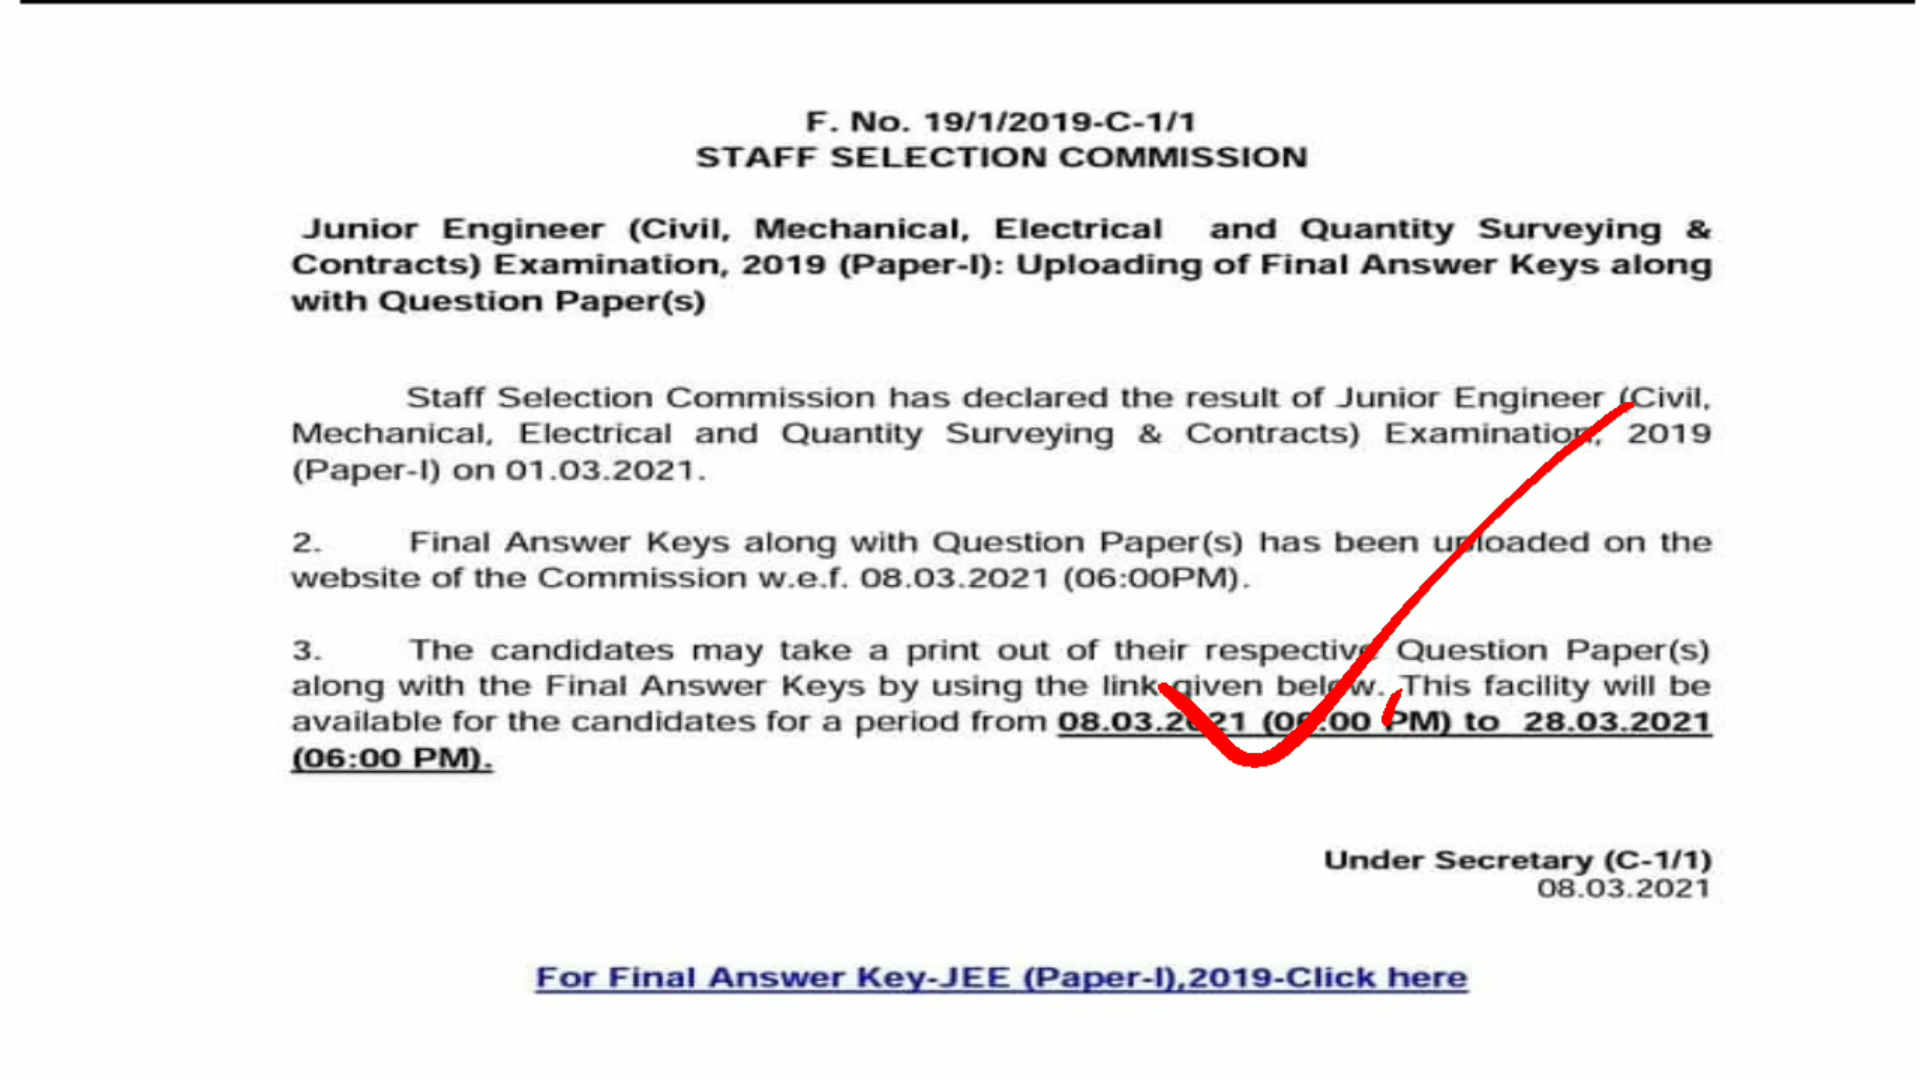 F. No. 19/1/2019-C-1/1
STAFF SELECTION COMMISSION
Junior Engineer (Civil, Mechanical, Electrical and Quantity Surveying &
Contracts) Examination, 2019 (Paper-I): Uploading of Final Answer Keys along
with Question Paper(s)
Staff Selection Commission has declared the result of Junior Engineer (Civil,
Mechanical, Electrical and Quantity Surveying & Contracts) Examination, 2019
(Paper-I) on 01.03.2021.
2. Final Answer Keys along with Question Paper(s) has been uploaded on the
website of the Commission w.e.f. 08.03.2021 (06:00PM).
3. The candidates may take a print out of their respective Question Paper(s)
along with the Final Answer Keys by using the link given below. This facility will be
available for the candidates for a period from 08.03.2021 (06:00 PM) to 28.03.2021
(06:00 PM).
Under Secretary (C-1/1)
08.03.2021
For Final Answer Key-JEE (Paper-I),2019-Click here